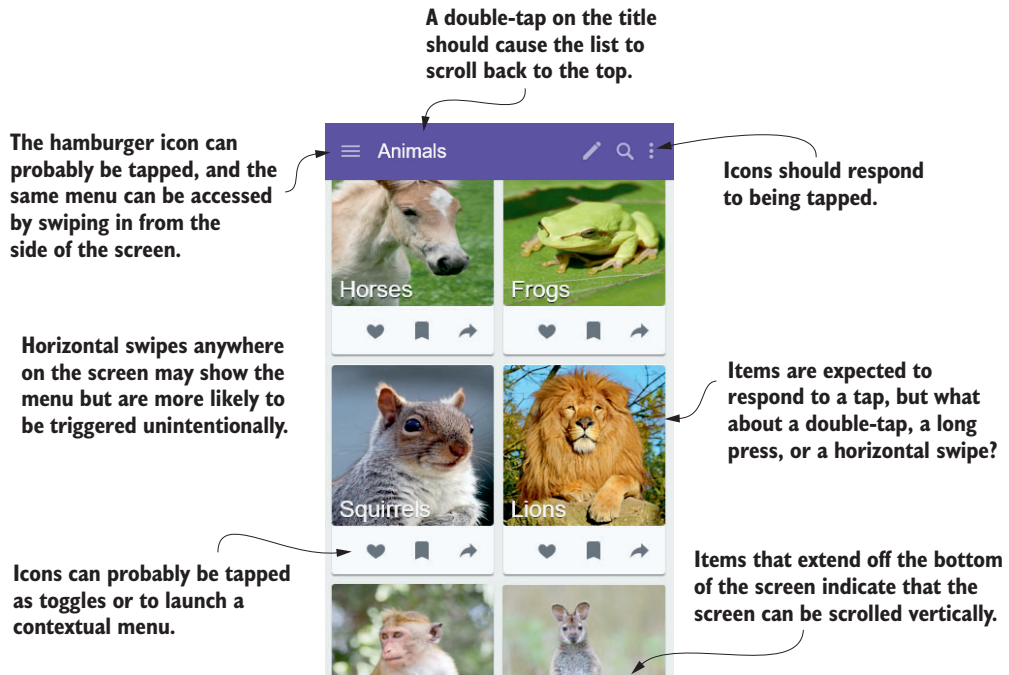 A double-tap on the title
should cause the list to
scroll back to the top.
The hamburger icon can
probably be tapped, and the
same menu can be accessed
by swiping in from the
side of the screen.
Animals
Icons should respond
to being tapped.
Horses
Frogs
Horizontal swipes anywhere
on the screen may show the
menu but are more likely to
be triggered unintentionally.
Items are expected to
respond to a tap, but what
about a double-tap, a long
press, or a horizontal swipe?
Squirrels
Lions
Icons can probably be tapped
as toggles or to launch a
contextual menu.
Items that extend off the bottom
of the screen indicate that the
screen can be scrolled vertically.